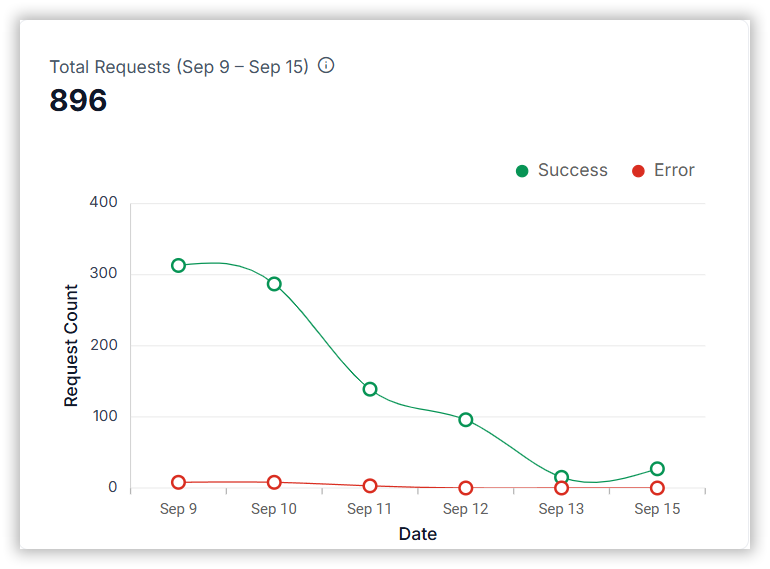 Total Requests (Sep 9 – Sep 15)
896
Success Error
400
300
200
100
0
Request Count
Sep 9 Sep 10 Sep 11 Sep 12 Sep 13 Sep 15
Date